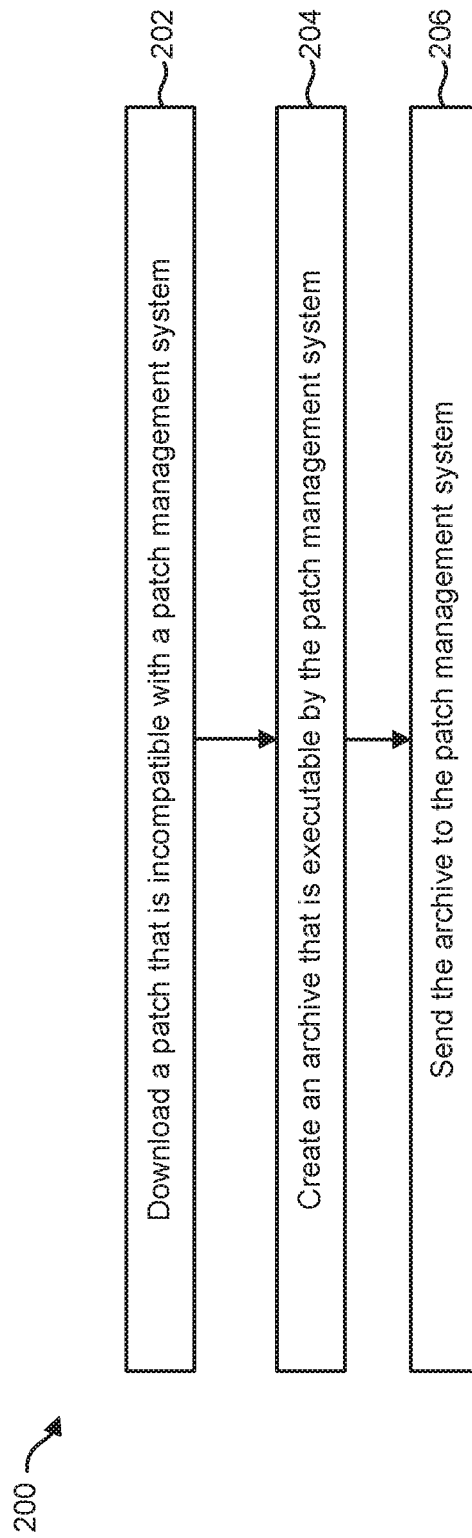 200
Download a patch that is incompatible with a patch management system
202
Create an archive that is executable by the patch management system
204
Send the archive to the patch management system
206